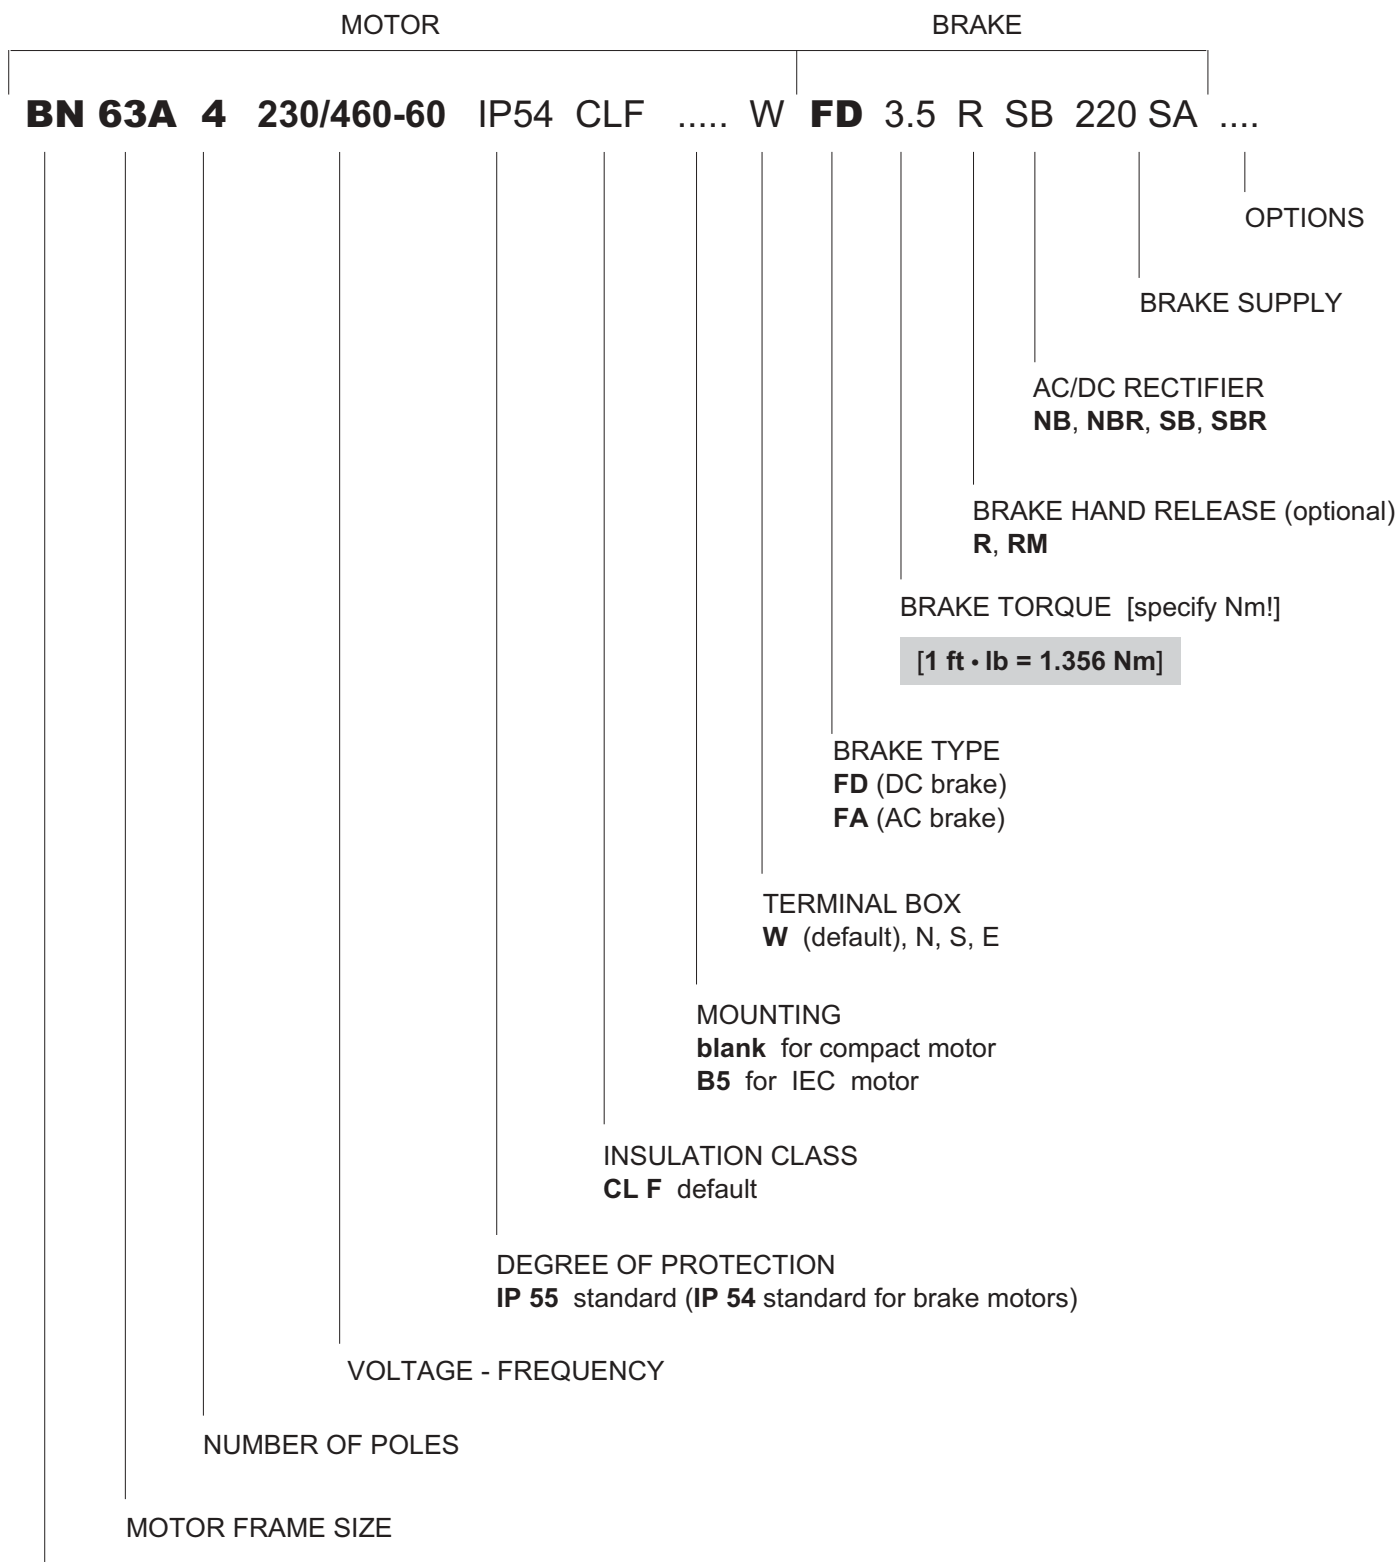 MOTOR BRAKE
BN 63A 4 230/460-60 IP54 CLF ..... W FD 3.5 R SB 220 SA ....
OPTIONS
BRAKE SUPPLY
AC/DC RECTIFIER
NB, NBR, SB, SBR
BRAKE HAND RELEASE (optional)
R, RM
BRAKE TORQUE [specify Nm!]
[1 ft • lb = 1.356 Nm]
BRAKE TYPE
FD (DC brake)
FA (AC brake)
TERMINAL BOX
W (default), N, S, E
MOUNTING
blank for compact motor
B5 for IEC motor
INSULATION CLASS
CL F default
DEGREE OF PROTECTION
IP 55 standard (IP 54 standard for brake motors)
VOLTAGE - FREQUENCY
NUMBER OF POLES
MOTOR FRAME SIZE